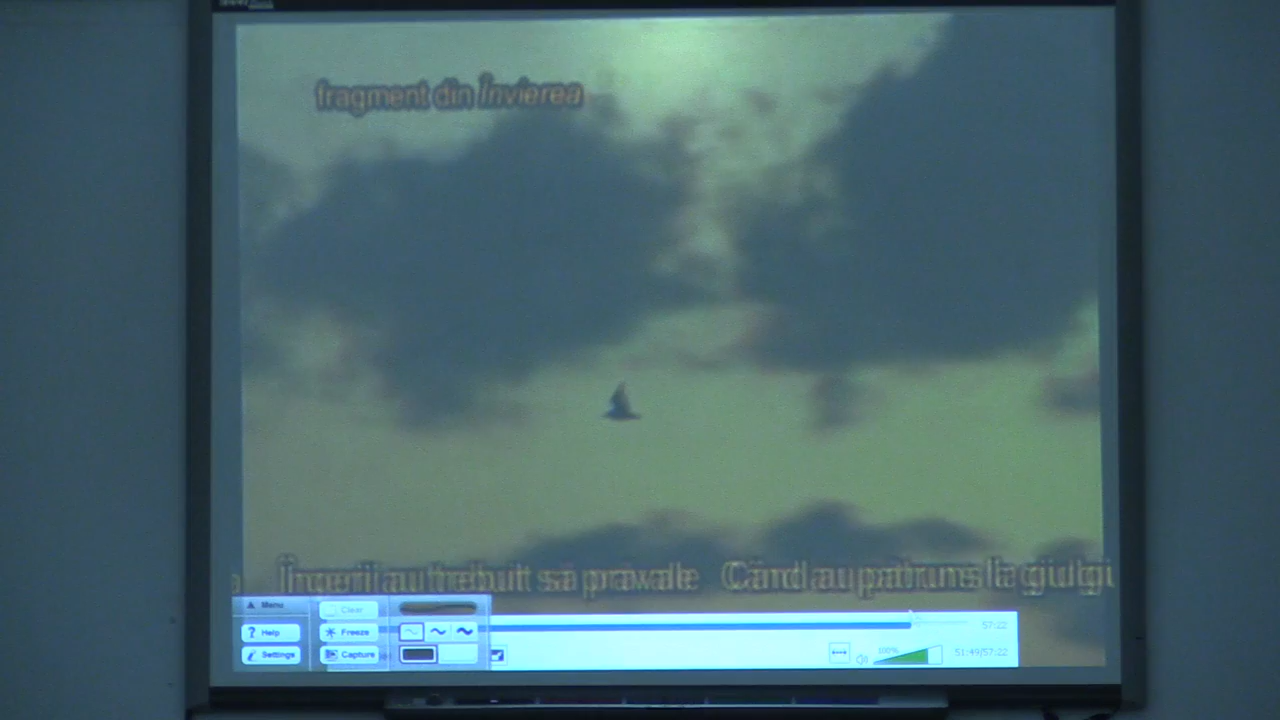 fragment din Învierea
Îngerii au trebuit să prăvale Când au pătruns la giulgi
Menu
Clear
Help
Freeze
Settings
Capture
57:22
100%
51:49/57:22